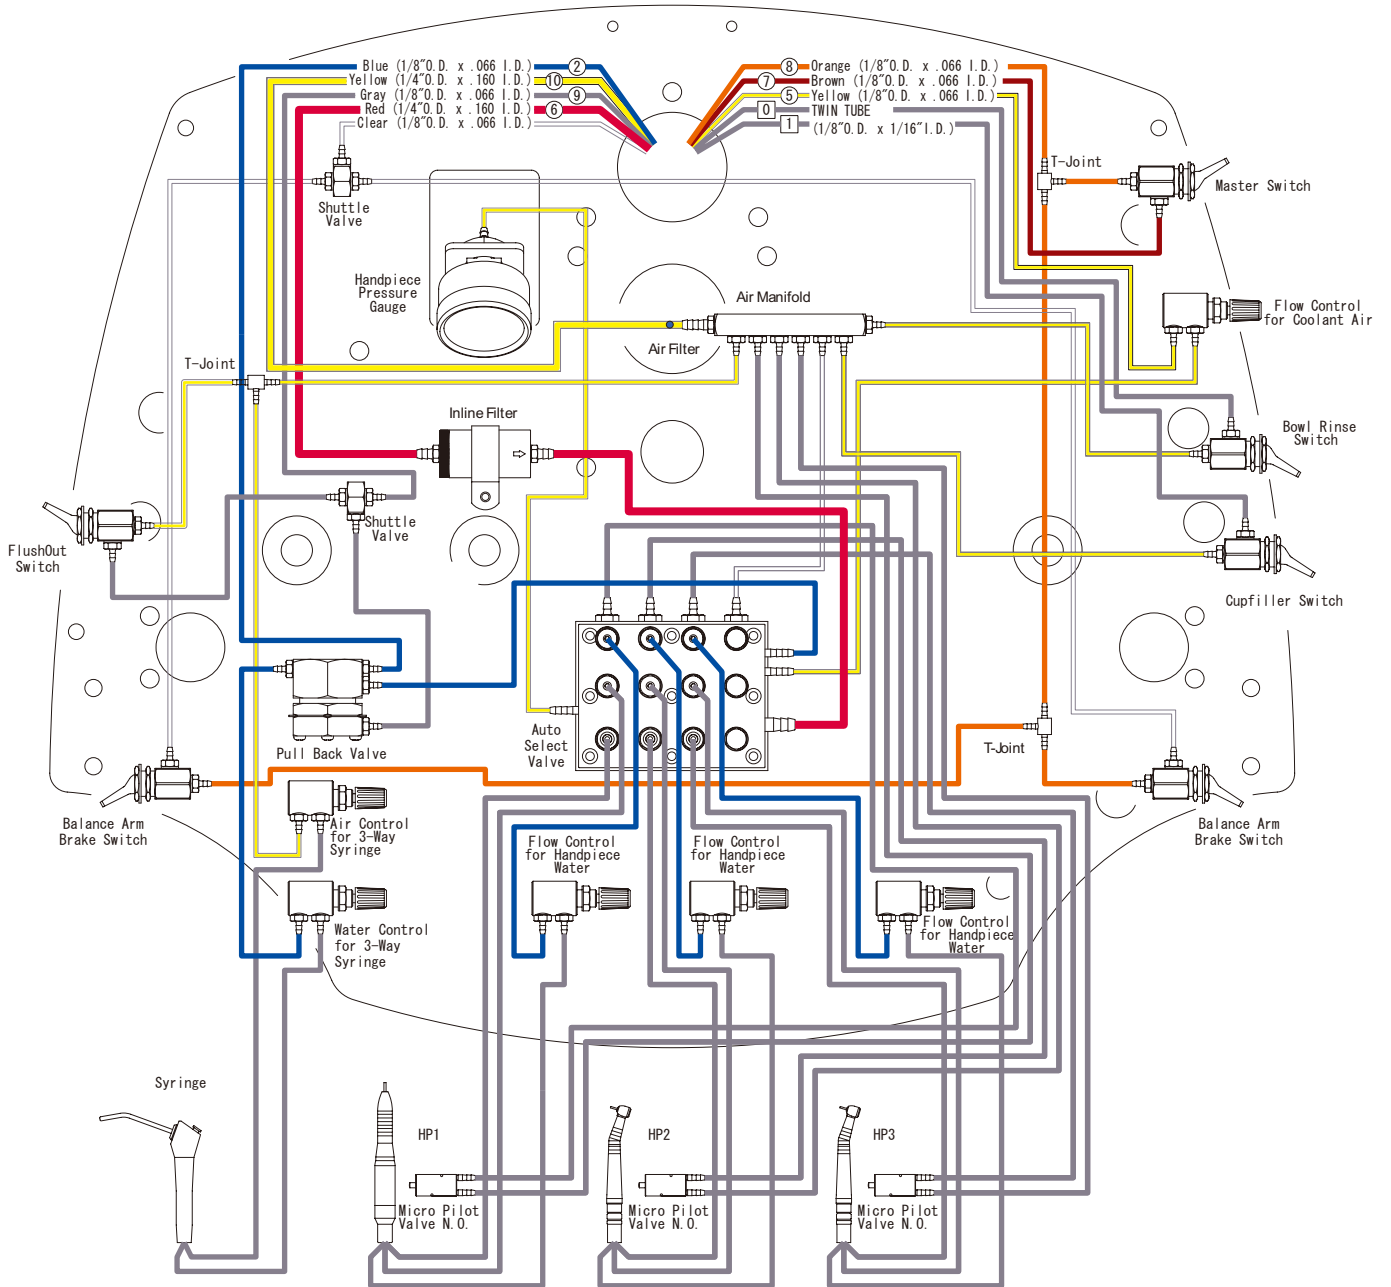 Blue (1/8"O.D. x .066 I.D.) 2
Yellow (1/4"O.D. x .160 I.D.) 10
Gray (1/8"O.D. x .066 I.D.) 9
Red (1/4"O.D. x .160 I.D.) 6
Clear (1/8"O.D. x .066 I.D.)
8 Orange (1/8"O.D. x .066 I.D.)
7 Brown (1/8"O.D. x .066 I.D.)
5 Yellow (1/8"O.D. x .066 I.D.)
0 TWIN TUBE
1 (1/8"O.D. x 1/16"I.D.)
T-Joint
Master Switch
Shuttle
Valve
Handpiece
Pressure
Gauge
Air Manifold
Flow Control
for Coolant Air
Air Filter
T-Joint
Inline Filter
Bowl Rinse
Switch
Shuttle
Valve
FlushOut
Switch
Cupfiller Switch
Pull Back Valve
Auto
Select
Valve
T-Joint
Balance Arm
Brake Switch
Air Control
for 3-Way
Syringe
Flow Control
for Handpiece
Water
Flow Control
for Handpiece
Water
Balance Arm
Brake Switch
Water Control
for 3-Way
Syringe
Flow Control
for Handpiece
Water
Syringe
HP1
HP2
HP3
Micro Pilot
Valve N.O.
Micro Pilot
Valve N.O.
Micro Pilot
Valve N.O.